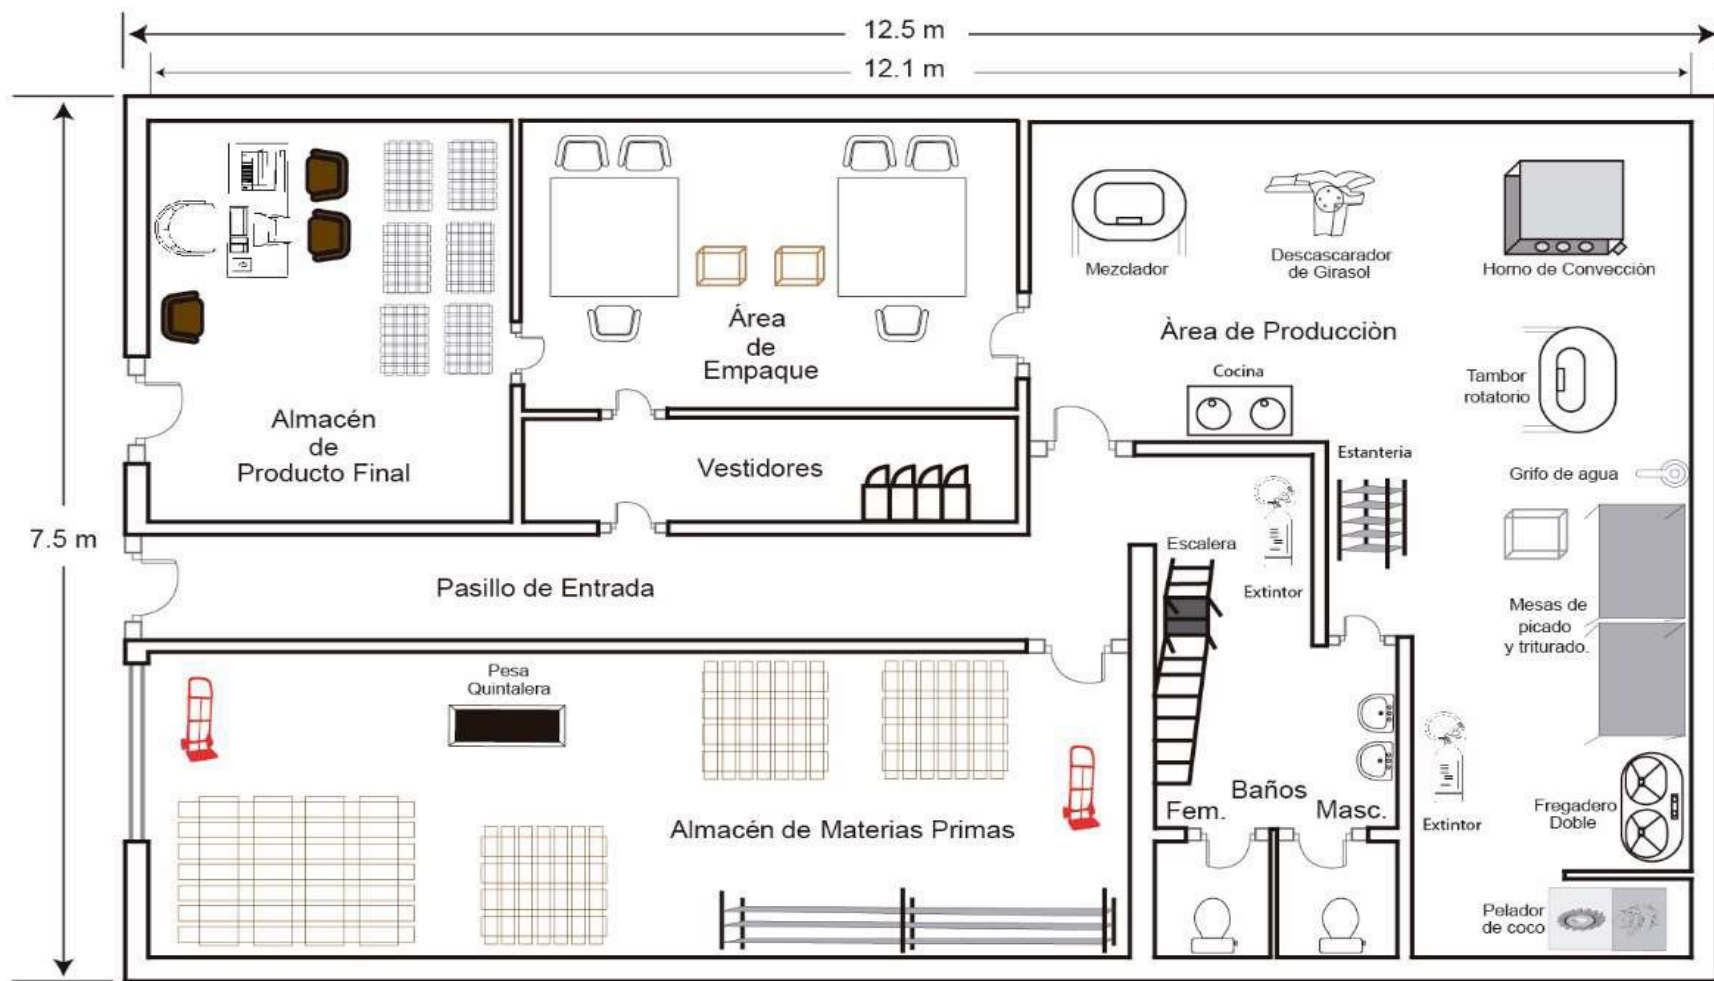 12.5 m
12.1 m
7.5 m
Mezclador
Descascarador
de Girasol
Horno de Convección
Área
de
Empaque
Àrea de Producciòn
Cocina
Tambor
rotatorio
Almacén
de
Producto Final
Vestidores
Estanteria
Grifo de agua
Escalera
Extintor
Pasillo de Entrada
Mesas de
picado
y triturado.
Pesa
Quintalera
Almacén de Materias Primas
Baños
Fem.
Masc.
Extintor
Fregadero
Doble
Pelador
de coco